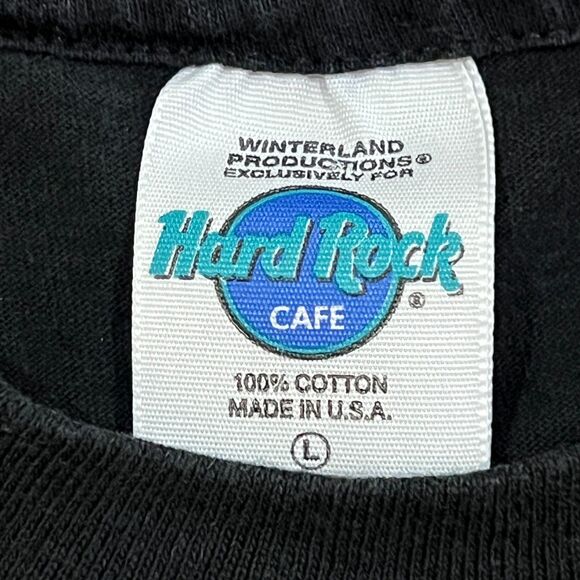 WINTERLAND
PRODUCTIONS®
EXCLUSIVELY FOR
Hard Rock
®
CAFE
100% COTTON
MADE IN U.S.A.
L